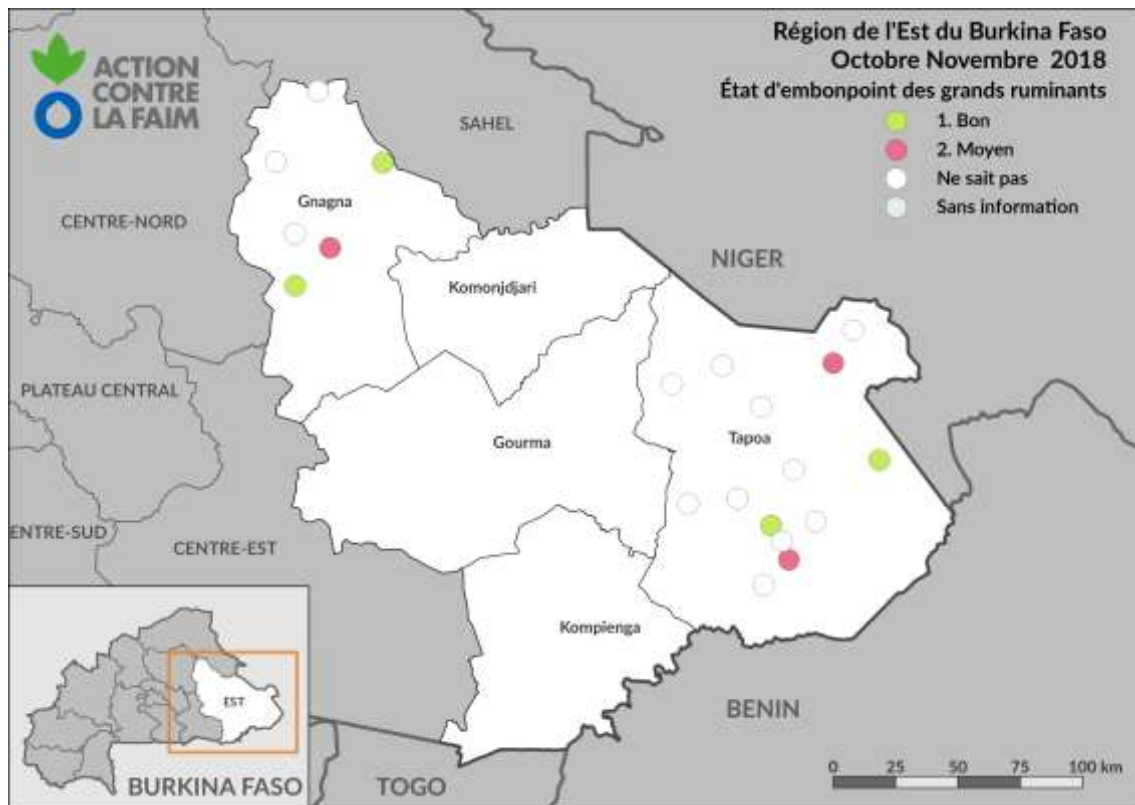 Région de l'Est du Burkina Faso
Octobre Novembre 2018
État d'embonpoint des grands ruminants
1. Bon
2. Moyen
Ne sait pas
Sans information
ACTION
CONTRE
LA FAIM
SAHEL
CENTRE-NORD
Gnagna
NIGER
Komonjdjari
PLATEAU CENTRAL
Gourma
Tapoa
ENTRE-SUD
CENTRE-EST
Kompienga
EST
BENIN
BURKINA FASO
TOGO
0 25 50 75 100 km